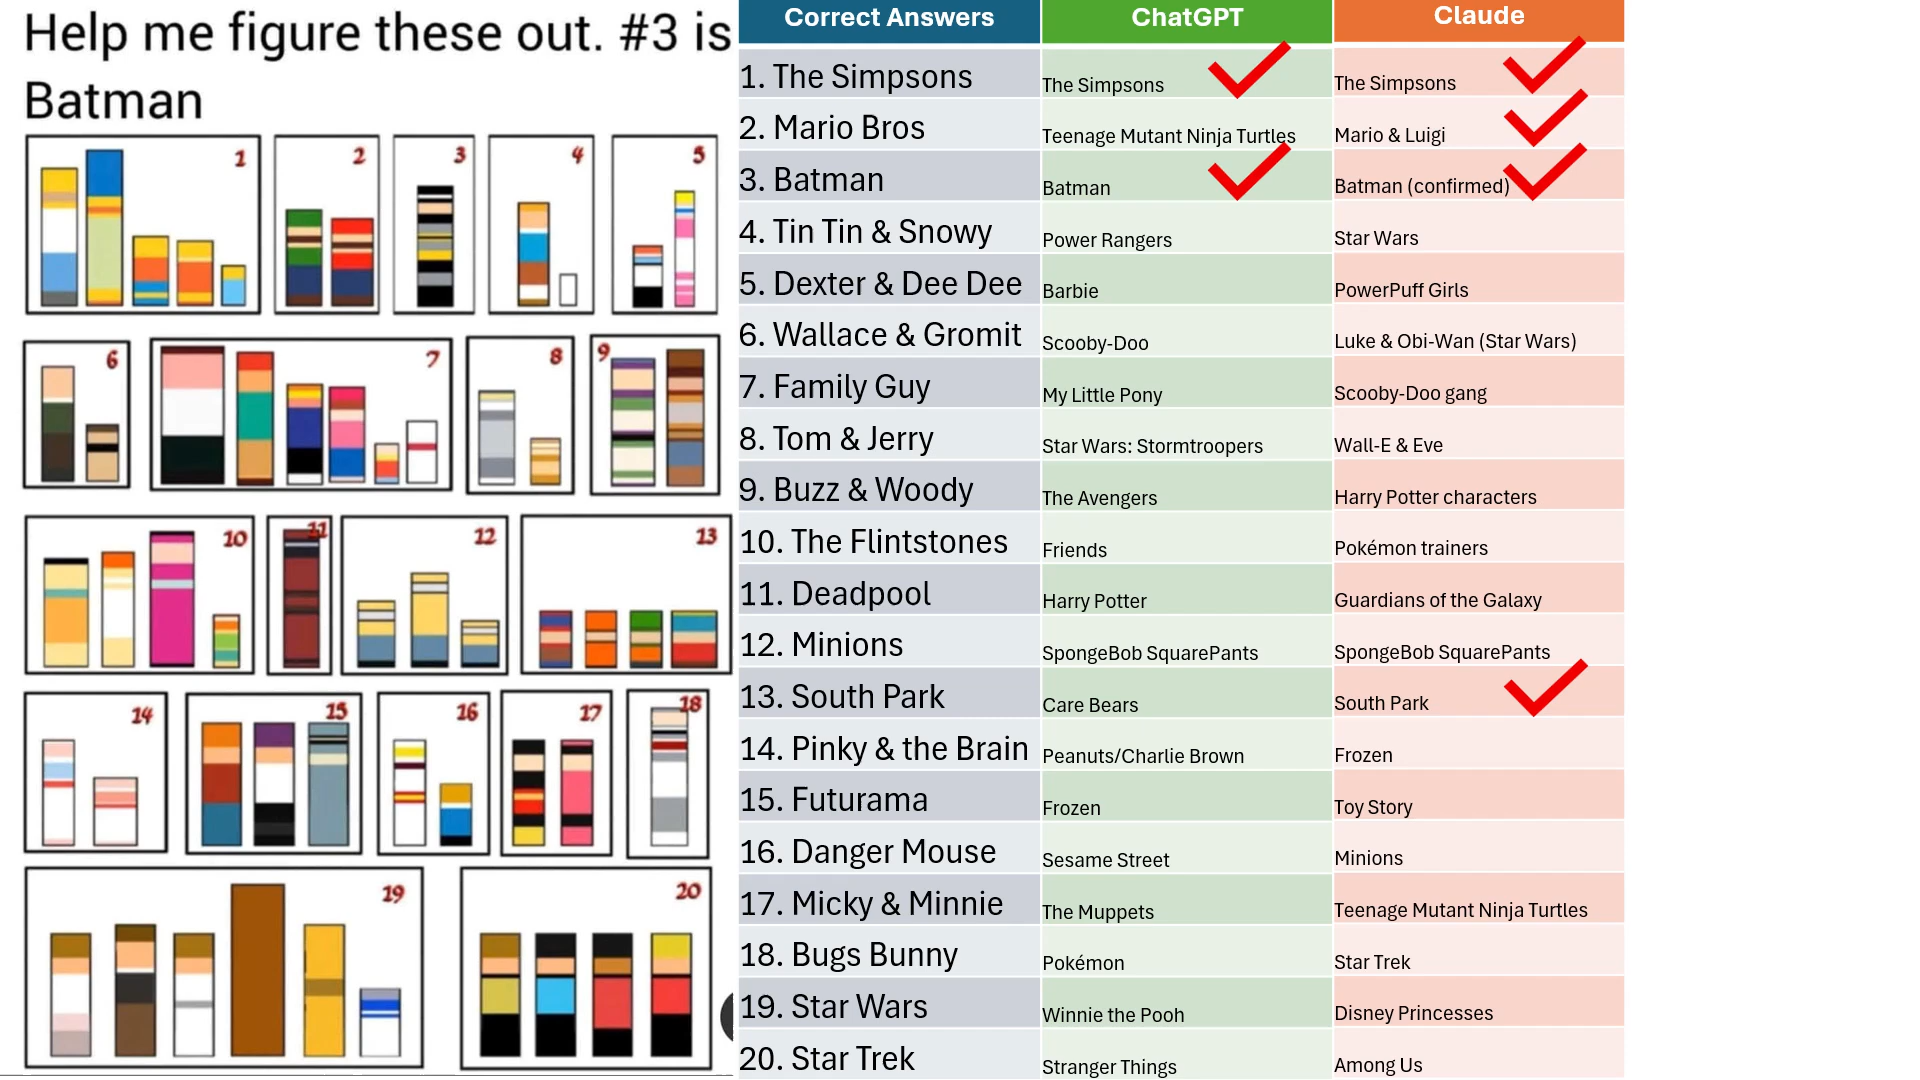 Help me figure these out. #3 is
Batman
1
2
3
4
5
6
7
8
9
10
11
12
13
14
15
16
17
18
19
20
Correct Answers ChatGPT Claude
1. The Simpsons The Simpsons The Simpsons
2. Mario Bros Teenage Mutant Ninja Turtles Mario & Luigi
3. Batman Batman Batman (confirmed)
4. Tin Tin & Snowy Power Rangers Star Wars
5. Dexter & Dee Dee Barbie PowerPuff Girls
6. Wallace & Gromit Scooby-Doo Luke & Obi-Wan (Star Wars)
7. Family Guy My Little Pony Scooby-Doo gang
8. Tom & Jerry Star Wars: Stormtroopers Wall-E & Eve
9. Buzz & Woody The Avengers Harry Potter characters
10. The Flintstones Friends Pokémon trainers
11. Deadpool Harry Potter Guardians of the Galaxy
12. Minions SpongeBob SquarePants SpongeBob SquarePants
13. South Park Care Bears South Park
14. Pinky & the Brain Peanuts/Charlie Brown Frozen
15. Futurama Frozen Toy Story
16. Danger Mouse Sesame Street Minions
17. Micky & Minnie The Muppets Teenage Mutant Ninja Turtles
18. Bugs Bunny Pokémon Star Trek
19. Star Wars Winnie the Pooh Disney Princesses
20. Star Trek Stranger Things Among Us